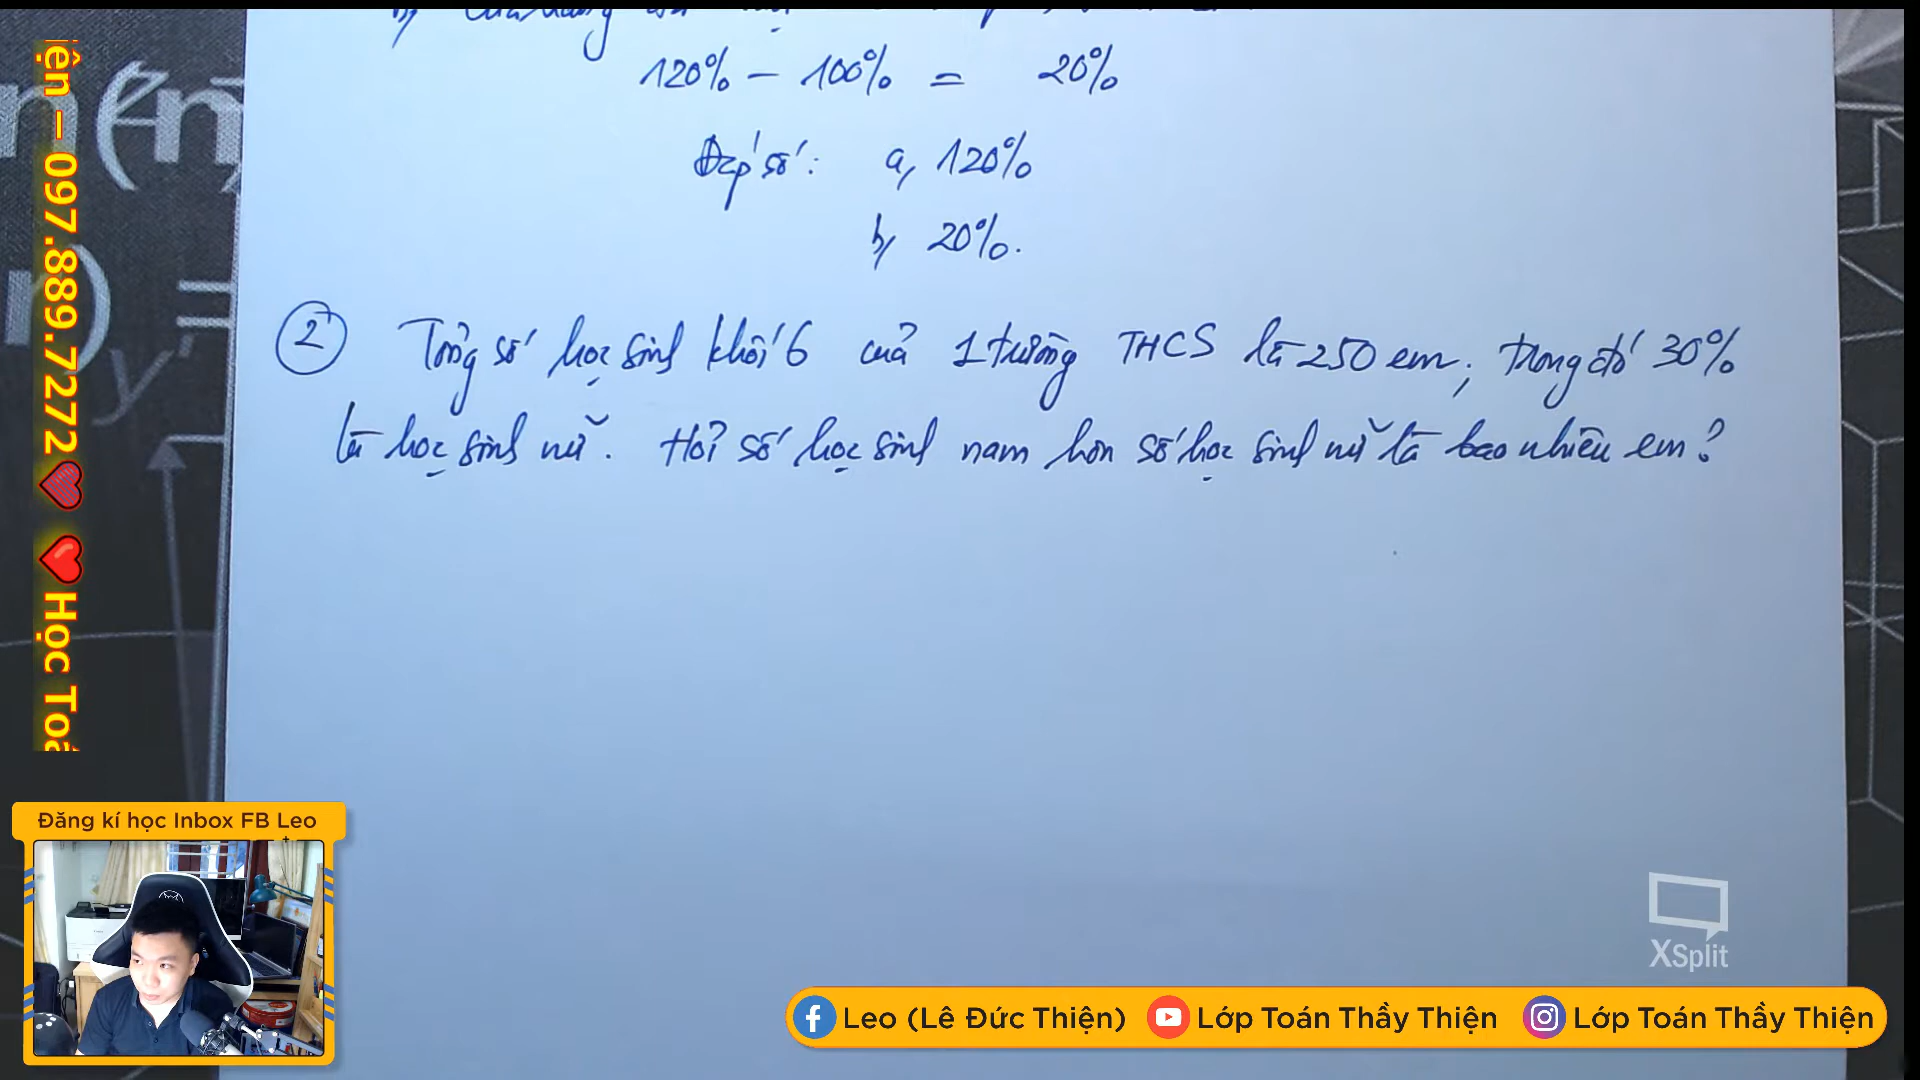 120% - 100% = 20%
Đáp số: a, 120%
b, 20%.
2 Tổng số học sinh khối 6 của 1 trường THCS là 250 em; trong đó 30%
là học sinh nữ. Hỏi số học sinh nam hơn số học sinh nữ là bao nhiêu em?
iện – 097.889.7272
Học Toá
Đăng kí học Inbox FB Leo
XSplit
Leo (Lê Đức Thiện) Lớp Toán Thầy Thiện Lớp Toán Thầy Thiện